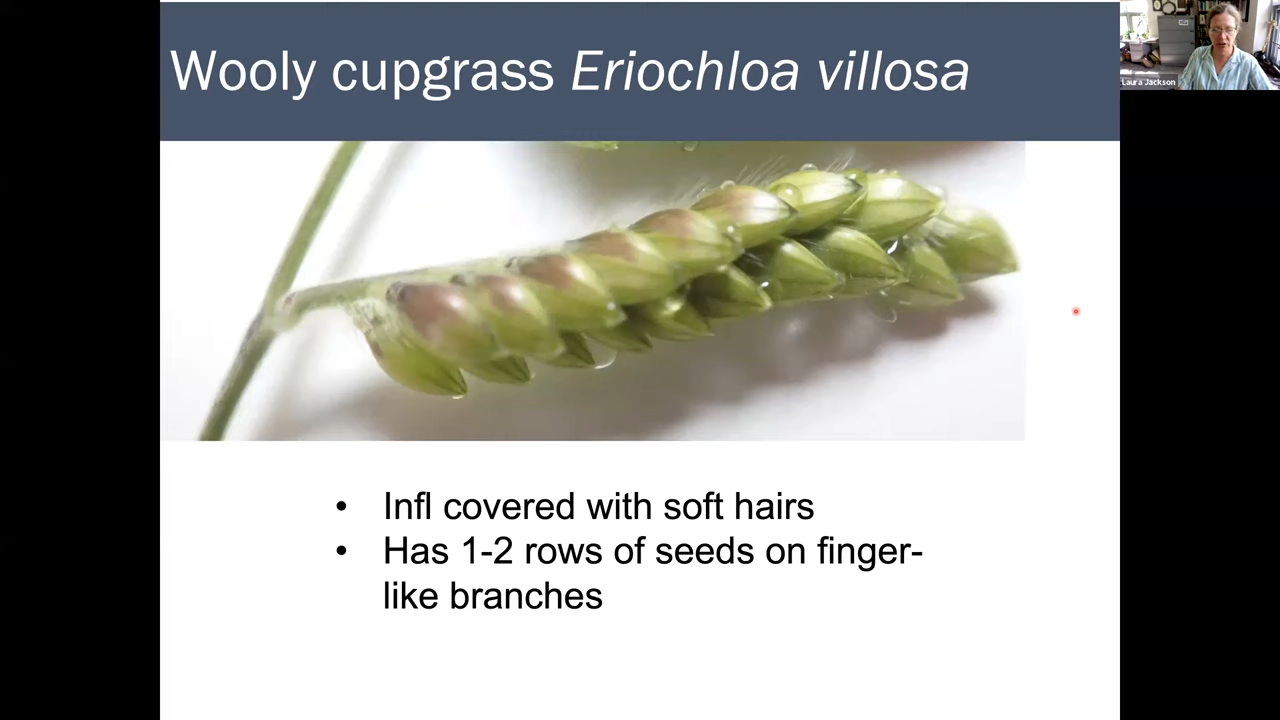 Wooly cupgrass Eriochloa villosa
Laura Jackson
• Infl covered with soft hairs
• Has 1-2 rows of seeds on finger-
like branches